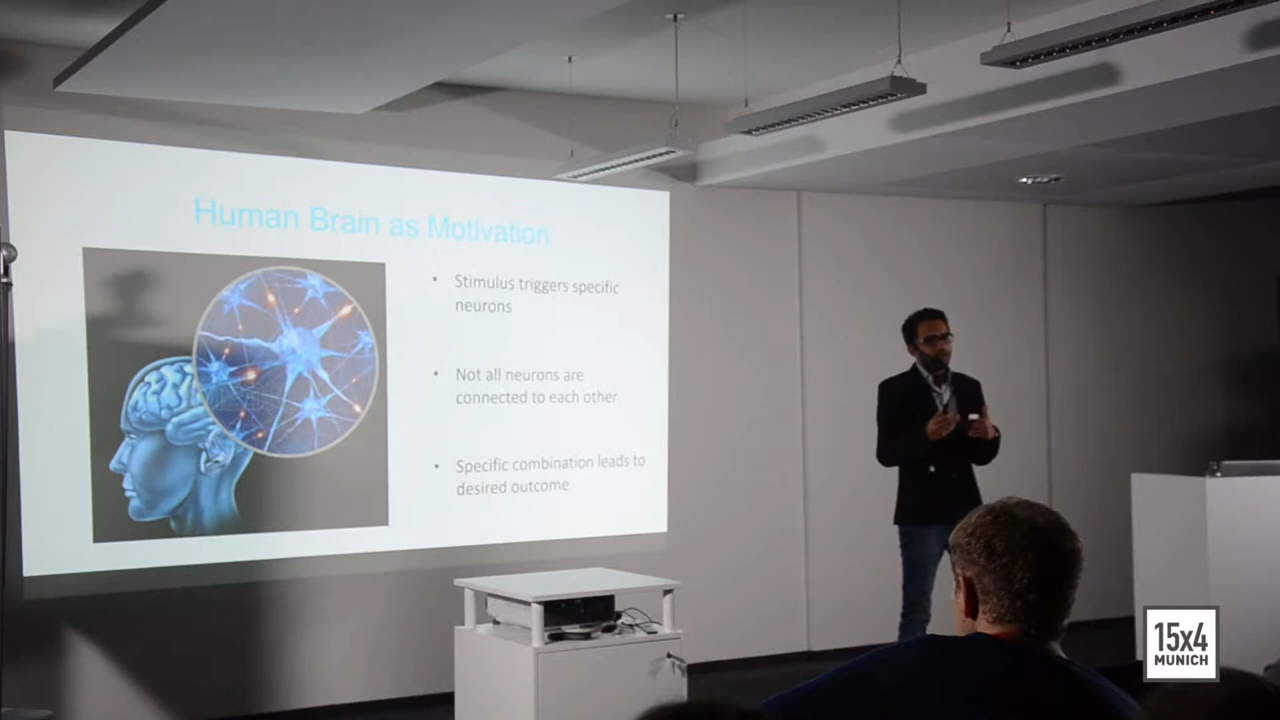 Human Brain as Motivation
• Stimulus triggers specific
neurons
• Not all neurons are
connected to each other
• Specific combination leads to
desired outcome
15x4
MUNICH